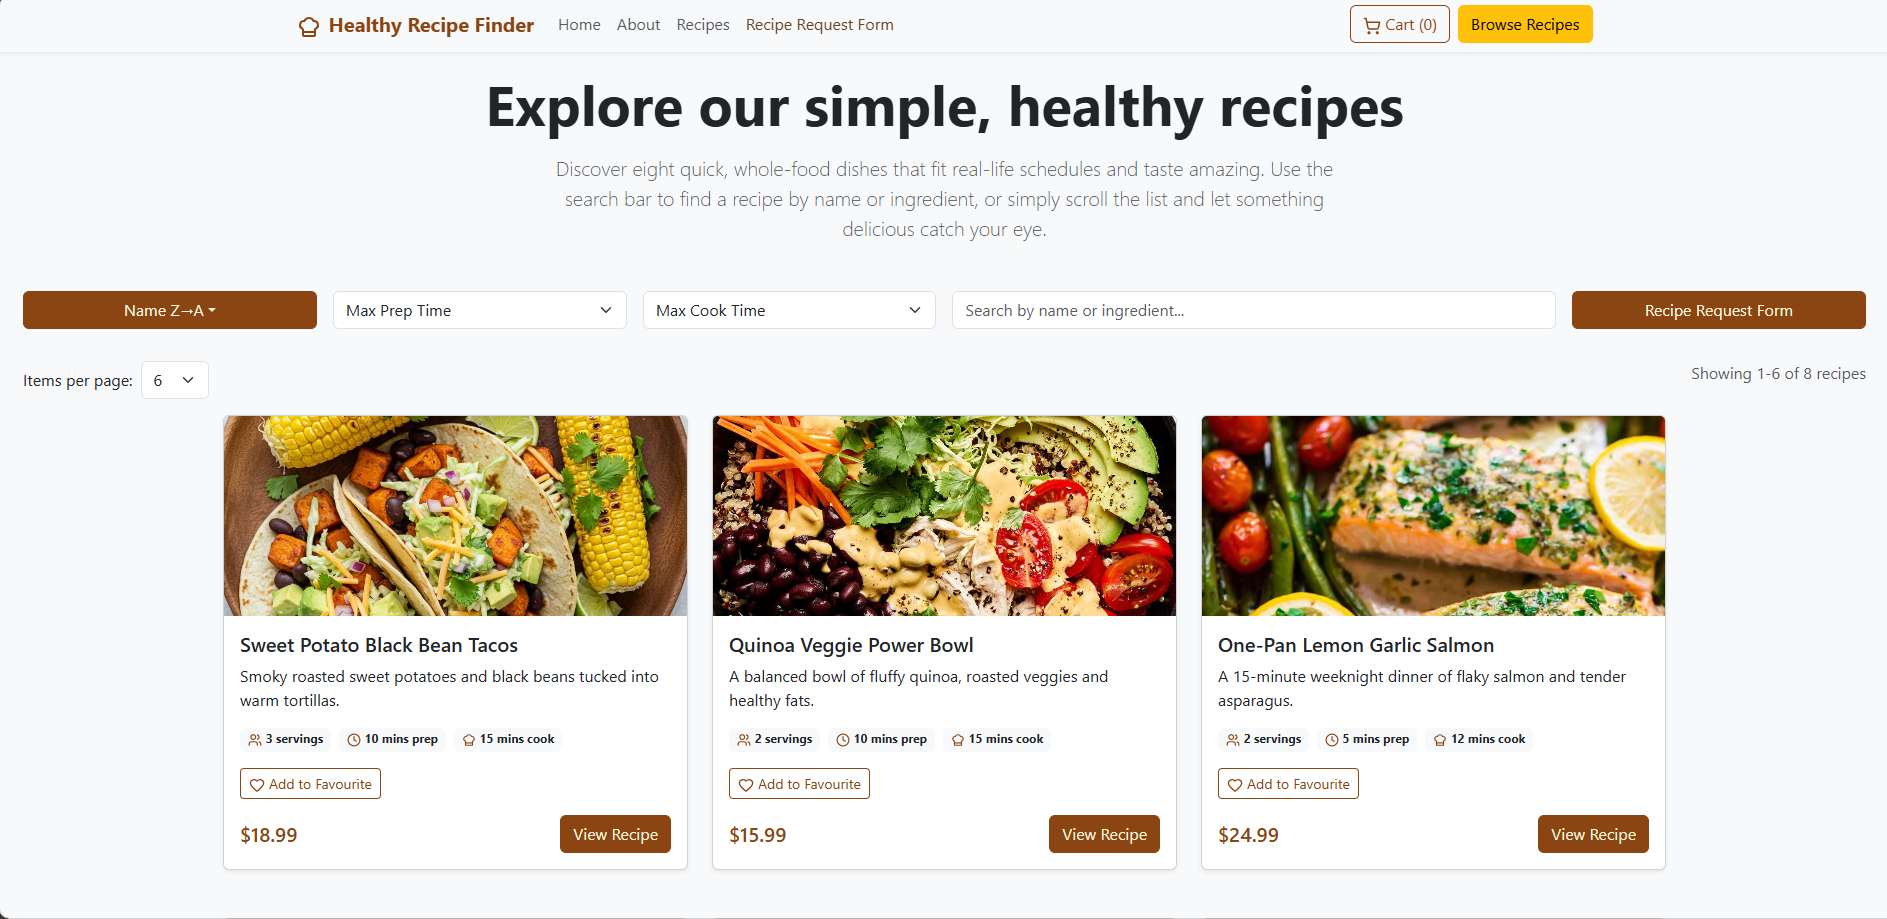 Healthy Recipe Finder Home About Recipes Recipe Request Form Cart (0) Browse Recipes
Explore our simple, healthy recipes
Discover eight quick, whole-food dishes that fit real-life schedules and taste amazing. Use the
search bar to find a recipe by name or ingredient, or simply scroll the list and let something
delicious catch your eye.
Name Z→A Max Prep Time Max Cook Time Search by name or ingredient... Recipe Request Form
Items per page: 6 Showing 1-6 of 8 recipes
Sweet Potato Black Bean Tacos
Smoky roasted sweet potatoes and black beans tucked into
warm tortillas.
3 servings 10 mins prep 15 mins cook
Add to Favourite
$18.99 View Recipe
Quinoa Veggie Power Bowl
A balanced bowl of fluffy quinoa, roasted veggies and
healthy fats.
2 servings 10 mins prep 15 mins cook
Add to Favourite
$15.99 View Recipe
One-Pan Lemon Garlic Salmon
A 15-minute weeknight dinner of flaky salmon and tender
asparagus.
2 servings 5 mins prep 12 mins cook
Add to Favourite
$24.99 View Recipe